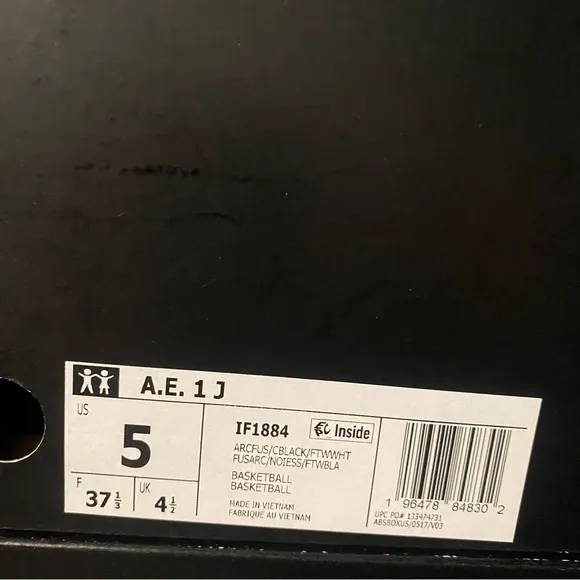 A.E. 1 J
US
5
F
37 1/3
UK
4 1/2
IF1884
Inside
ARCFUS/CBLACK/FTWWHT
FUSARC/NOIESS/FTWBLA
BASKETBALL
BASKETBALL
MADE IN VIETNAM
FABRIQUE AU VIETNAM
1 96478 84830 2
UPC PO# 133474731
ABSBOXUS/0517/V03